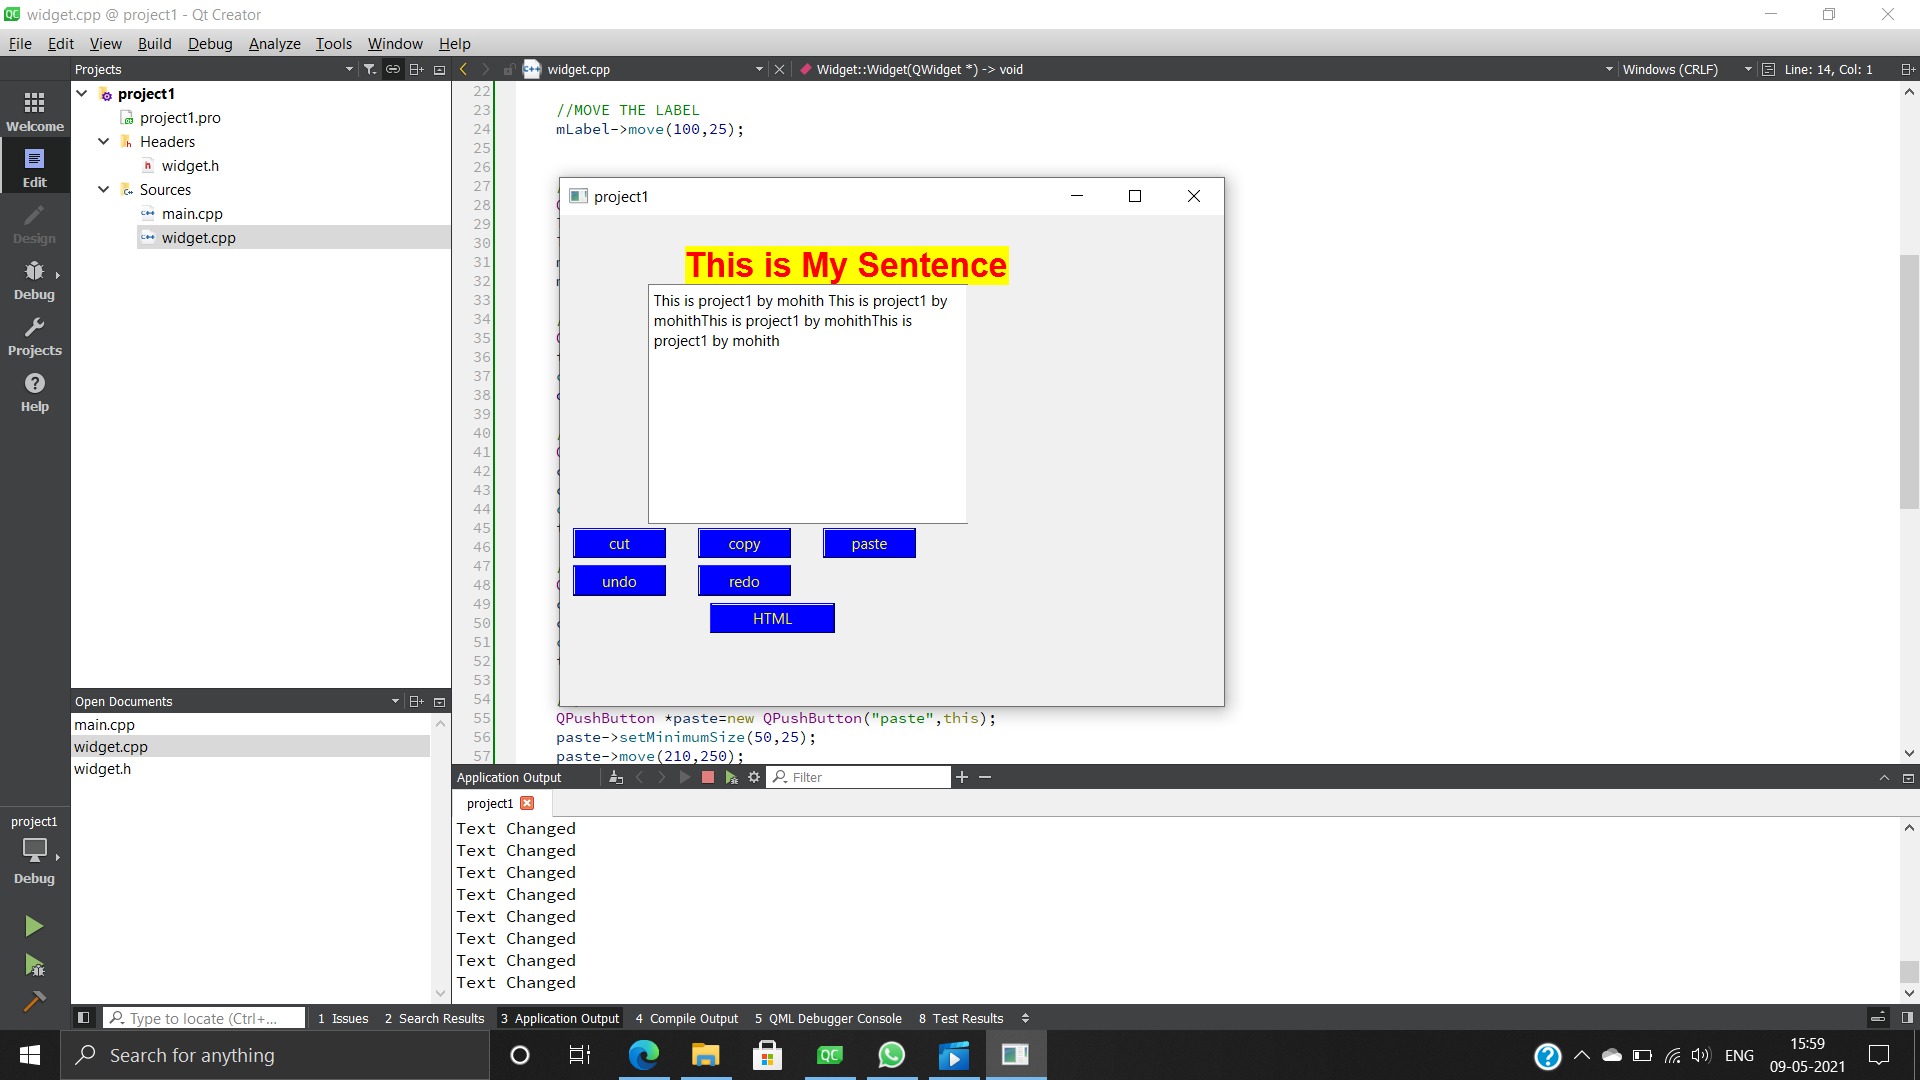 widget.cpp @ project1 - Qt Creator
File Edit View Build Debug Analyze Tools Window Help
Projects
widget.cpp
Widget::Widget(QWidget *) -> void
Windows (CRLF)
Line: 14, Col: 1
Welcome
Edit
Design
Debug
Projects
Help
project1
project1.pro
Headers
widget.h
Sources
main.cpp
widget.cpp
22
23 //MOVE THE LABEL
24 mLabel->move(100,25);
25
26
27
28
29
30
31
32
33
34
35
36
37
38
39
40
41
42
43
44
45
46
47
48
49
50
51
52
53
54
55 QPushButton *paste=new QPushButton("paste",this);
56 paste->setMinimumSize(50,25);
57 paste->move(210,250);
project1
This is My Sentence
This is project1 by mohith This is project1 by
mohithThis is project1 by mohithThis is
project1 by mohith
cut copy paste
undo redo
HTML
Open Documents
main.cpp
widget.cpp
widget.h
Application Output
Filter
project1
Text Changed
Text Changed
Text Changed
Text Changed
Text Changed
Text Changed
Text Changed
Text Changed
project1
Debug
Type to locate (Ctrl+...
1 Issues 2 Search Results 3 Application Output 4 Compile Output 5 QML Debugger Console 8 Test Results
Search for anything
QC
ENG
15:59
09-05-2021